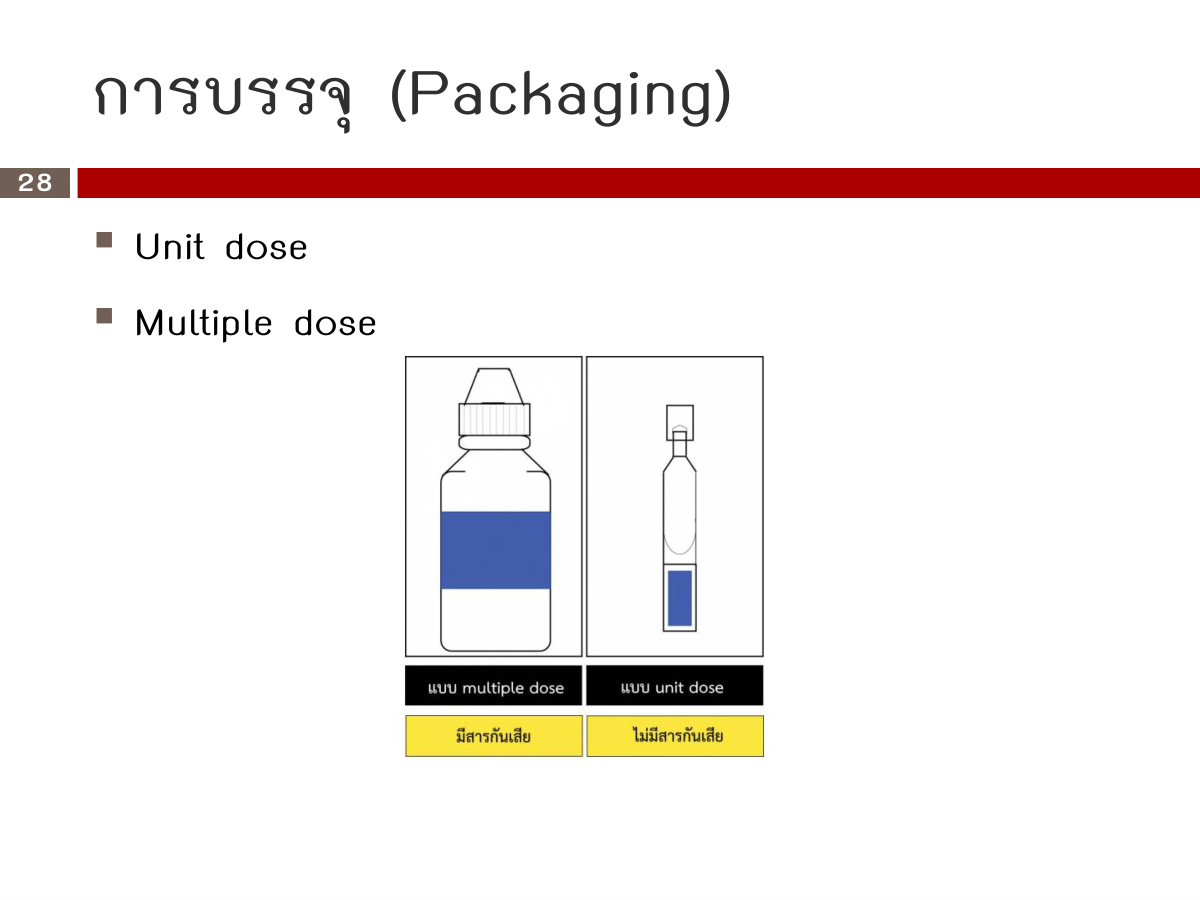 การบรรจุ (Packaging)
28
Unit dose
Multiple dose
แบบ multiple dose
แบบ unit dose
มีสารกันเสีย
ไม่มีสารกันเสีย